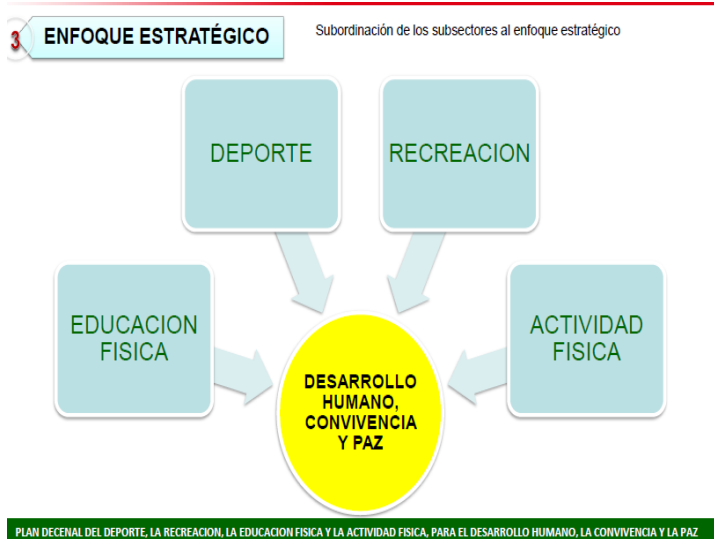 3 ENFOQUE ESTRATÉGICO
Subordinación de los subsectores al enfoque estratégico
DEPORTE
RECREACION
EDUCACION
FISICA
ACTIVIDAD
FISICA
DESARROLLO
HUMANO,
CONVIVENCIA
Y PAZ
PLAN DECENAL DEL DEPORTE, LA RECREACION, LA EDUCACION FISICA Y LA ACTIVIDAD FISICA, PARA EL DESARROLLO HUMANO, LA CONVIVENCIA Y LA PAZ